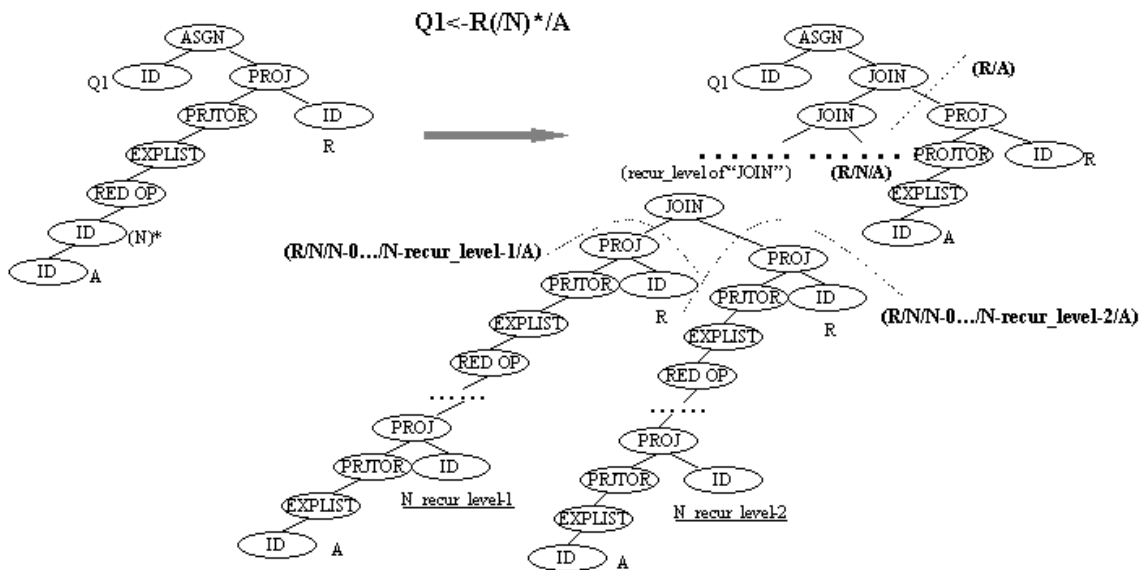 Q1<-R(/N)*/A
ASGN
Q1 ID PROJ
PRJTOR ID
R
EXPLIST
RED OP
ID (N)*
ID A
ASGN
Q1 ID JOIN (R/A)
JOIN PROJ
(recur_level of "JOIN") (R/N/A) PROJTOR ID R
EXPLIST
ID A
JOIN
(R/N/N-0.../N-recur_level-1/A) PROJ PROJ
PRJTOR ID PRJTOR ID
R R
(R/N/N-0.../N-recur_level-2/A)
EXPLIST EXPLIST
RED OP RED OP
PROJ PROJ
PRJTOR ID PRJTOR ID
N_recur_level-1 N_recur_level-2
EXPLIST EXPLIST
ID A ID A